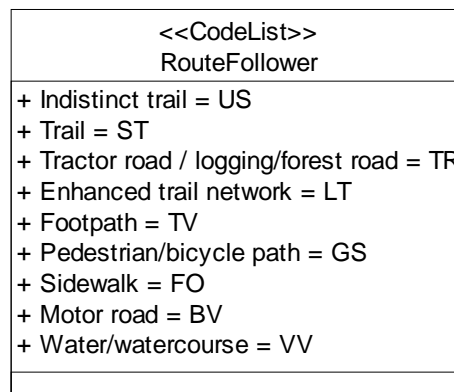 <<CodeList>>
RouteFollower
+ Indistinct trail = US
+ Trail = ST
+ Tractor road / logging/forest road = TR
+ Enhanced trail network = LT
+ Footpath = TV
+ Pedestrian/bicycle path = GS
+ Sidewalk = FO
+ Motor road = BV
+ Water/watercourse = VV